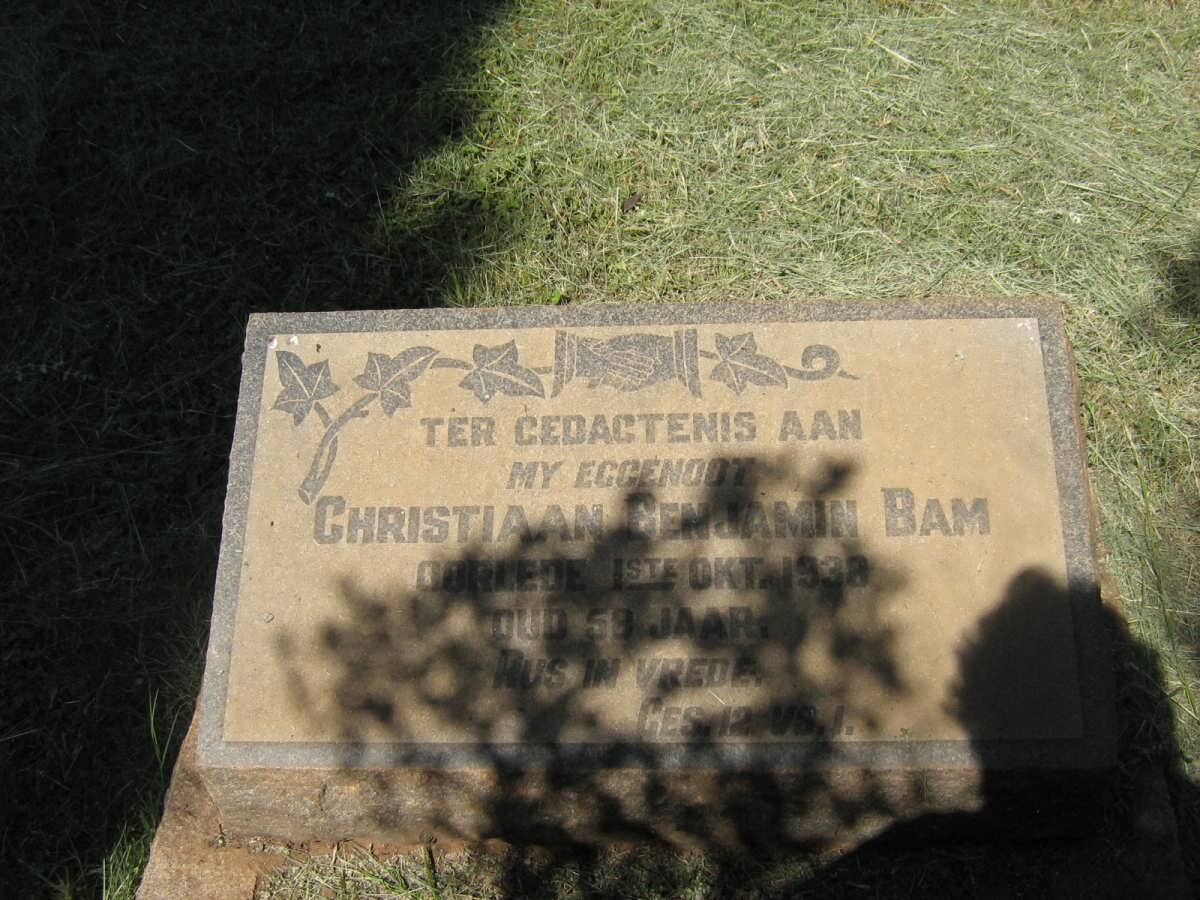 TER GEDACTENIS AAN
MY EGGENOOT
CHRISTIAAN BENJAMIN BAM
OORLEDE 1STE OKT. 1938
OUD 59 JAAR.
RUS IN VREDE.
GES. 12 VS. 1.